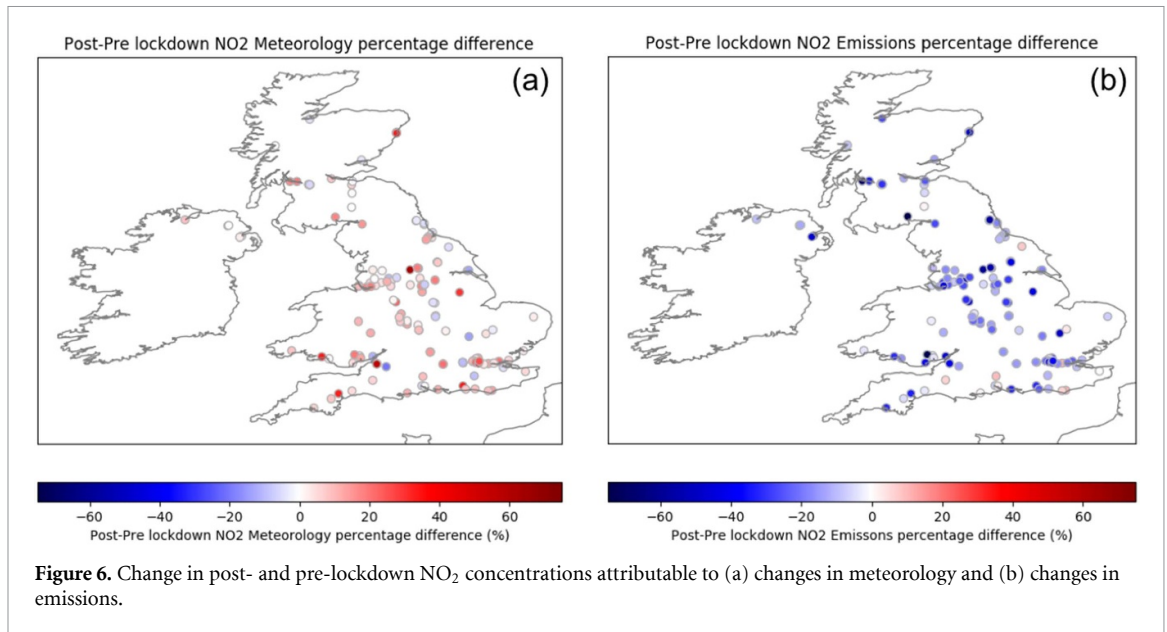 Post-Pre lockdown NO2 Meteorology percentage difference
(a)
−60 −40 −20 0 20 40 60
Post-Pre lockdown NO2 Meteorology percentage difference (%)
Post-Pre lockdown NO2 Emissions percentage difference
(b)
−60 −40 −20 0 20 40 60
Post-Pre lockdown NO2 Emissons percentage difference (%)
Figure 6. Change in post- and pre-lockdown NO₂ concentrations attributable to (a) changes in meteorology and (b) changes in
emissions.